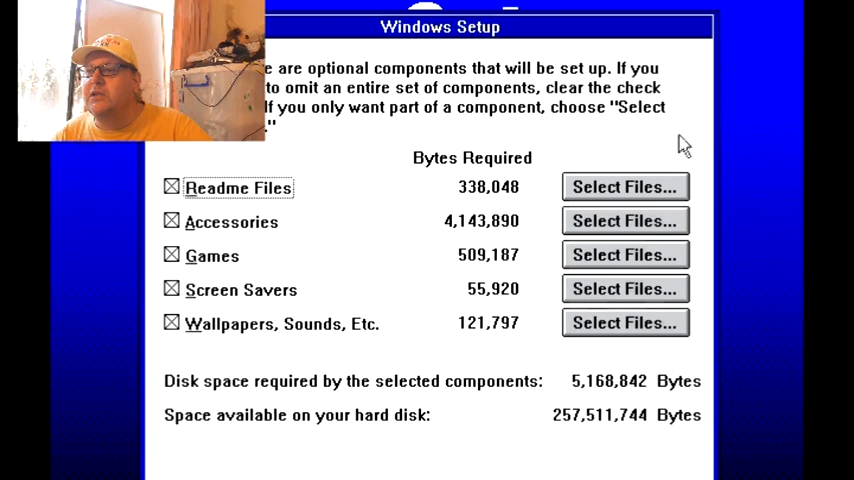 Windows Setup
e are optional components that will be set up. If you
to omit an entire set of components, clear the check
If you only want part of a component, choose "Select
."
Bytes Required
Readme Files 338,048 Select Files...
Accessories 4,143,890 Select Files...
Games 509,187 Select Files...
Screen Savers 55,920 Select Files...
Wallpapers, Sounds, Etc. 121,797 Select Files...
Disk space required by the selected components: 5,168,842 Bytes
Space available on your hard disk: 257,511,744 Bytes